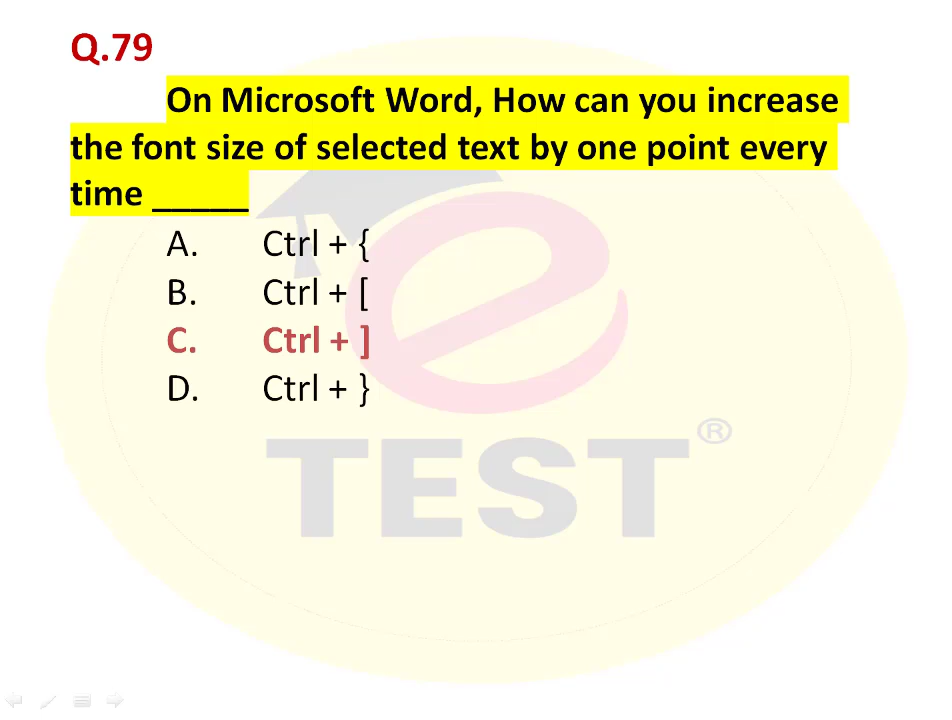 Q.79
On Microsoft Word, How can you increase
the font size of selected text by one point every
time _____
A. Ctrl + {
B. Ctrl + [
C. Ctrl + ]
D. Ctrl + }
e
TEST ®